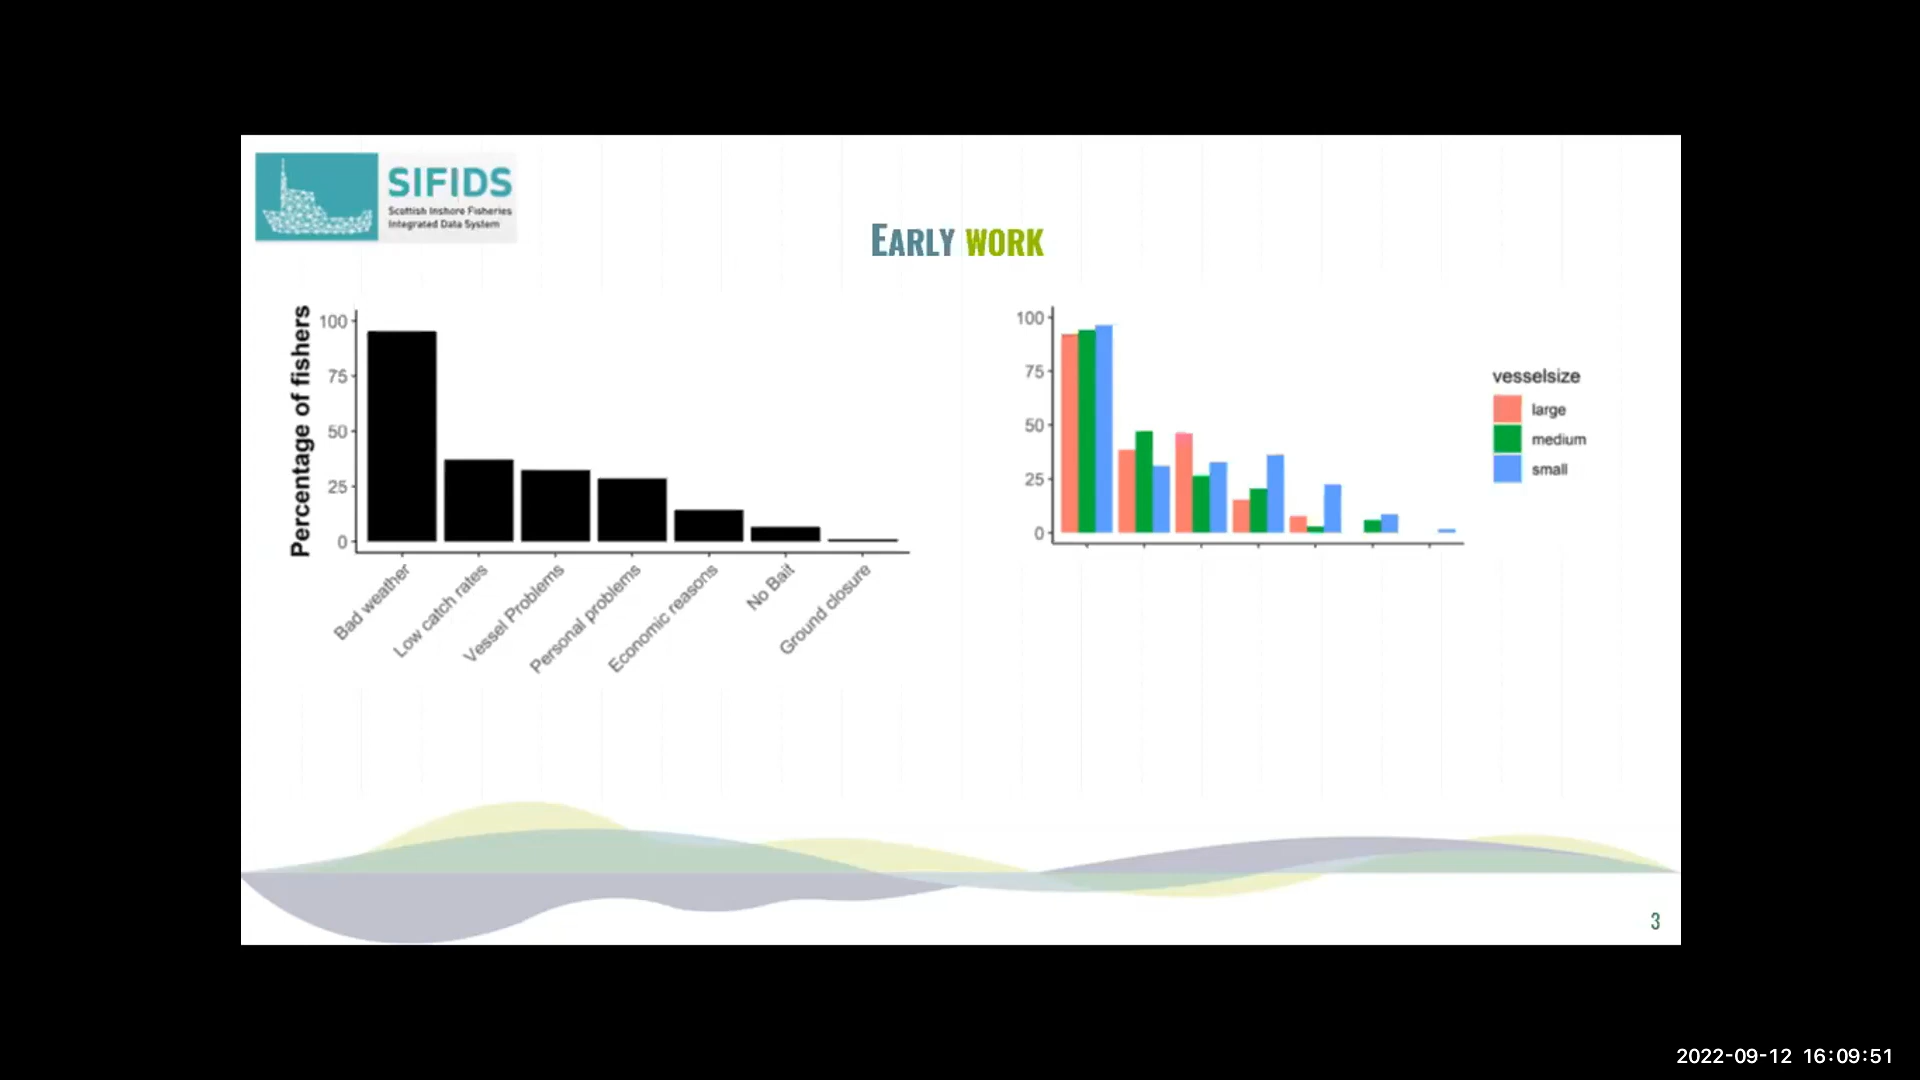 SIFIDS
Scottish Inshore Fisheries
Integrated Data System
EARLY WORK
Percentage of fishers
100
75
50
25
0
Bad weather
Low catch rates
Vessel Problems
Personal problems
Economic reasons
No Bait
Ground closure
100
75
50
25
0
vesselsize
large
medium
small
3
2022-09-12 16:09:51